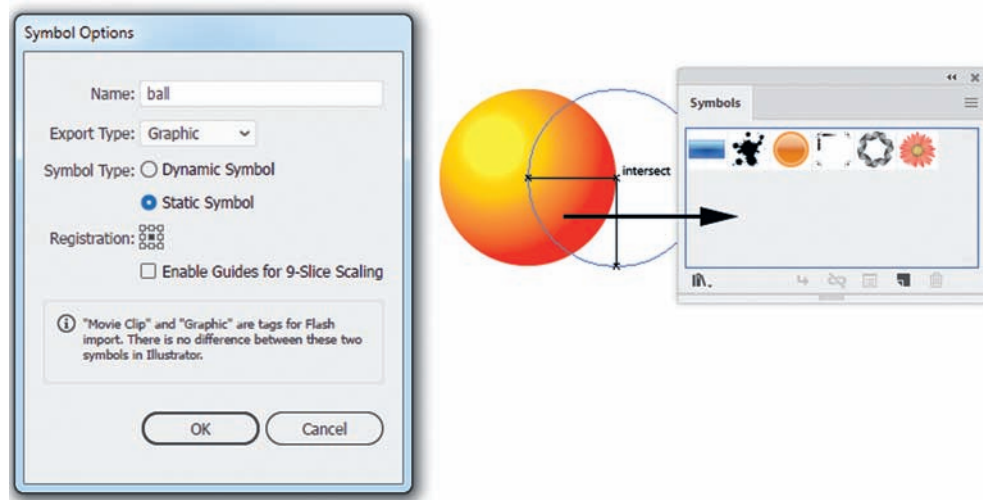 Symbol Options
Name: ball
Export Type: Graphic
Symbol Type: Dynamic Symbol
Static Symbol
Registration:
Enable Guides for 9-Slice Scaling
"Movie Clip" and "Graphic" are tags for Flash
import. There is no difference between these two
symbols in Illustrator.
OK Cancel
intersect
Symbols